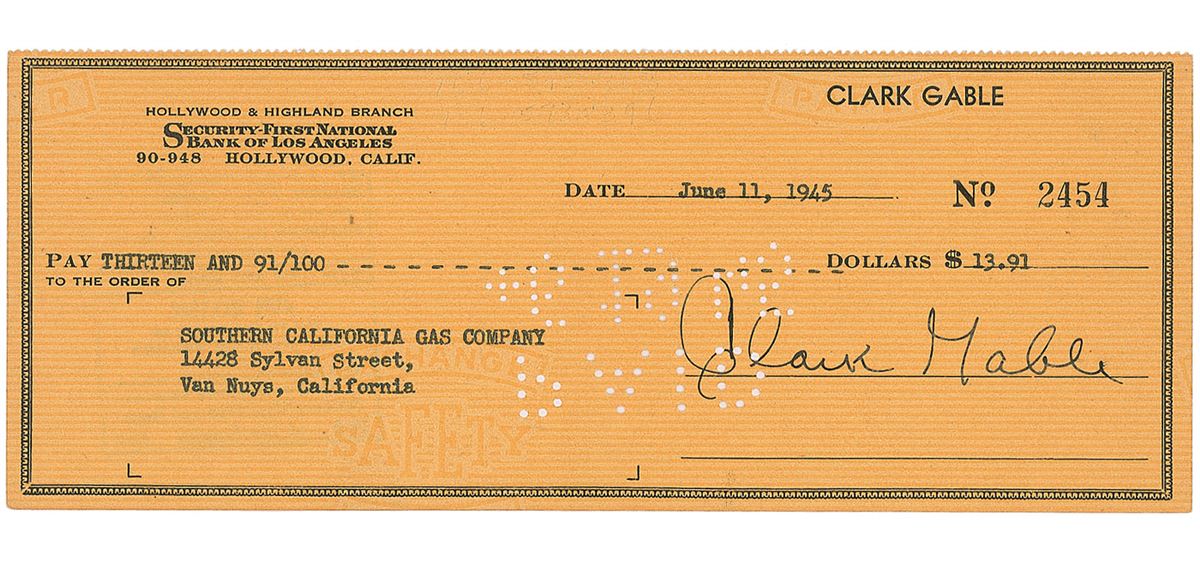 CLARK GABLE
HOLLYWOOD & HIGHLAND BRANCH
SECURITY-FIRST NATIONAL
BANK OF LOS ANGELES
90-948 HOLLYWOOD, CALIF.
DATE June 11, 1945 No. 2454
PAY THIRTEEN AND 91/100 DOLLARS $ 13.91
TO THE ORDER OF
SOUTHERN CALIFORNIA GAS COMPANY
14428 Sylvan Street,
Van Nuys, California
Clark Gable
SAFETY